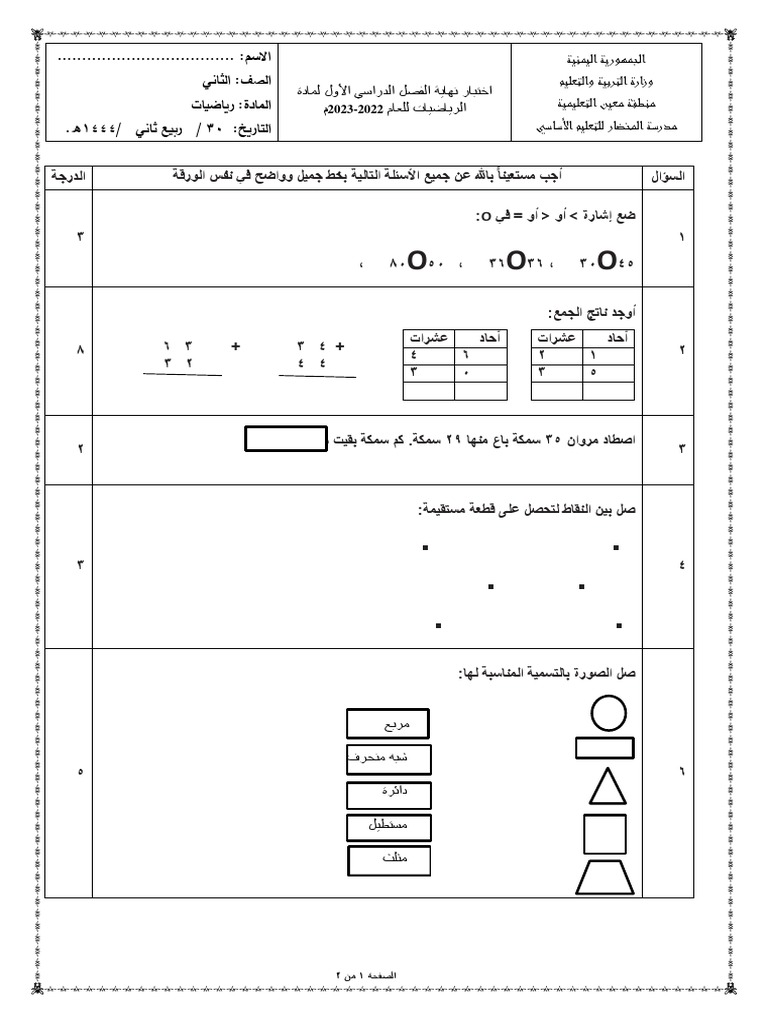 الجمهورية اليمنية
وزارة التربية والتعليم
منطقة معين التعليمية
مدرسة المنصار للتعليم الأساسي
اختبار نهاية الفصل الدراسي الأول لمادة
الرياضيات للعام 2022-2023م
الاسم: ...................................
الصف: الثاني
المادة: رياضيات
التاريخ: ٣٠ / ربيع ثاني /١٤٤٤هـ.
السؤال أجب مستعيناً بالله عن جميع الأسئلة التالية بخط جميل وواضح في نفس الورقة الدرجة
ضع إشارة < أو > أو = في O:
١ ٣
٤٥ O ٣٠ ، ٣٦ O ٣٦ ، ٥٠ O ٨٠ ،
أوجد ناتج الجمع:
آحاد عشرات آحاد عشرات + ٣ ٤ + ٦ ٣
٢ ١ ٢ ٦ ٤ ٤ ٤ ٣ ٢ ٨
٥ ٣ ٠ ٣
٣ اصطاد مروان ٣٥ سمكة باع منها ٢٩ سمكة. كم سمكة بقيت ٢
صل بين النقاط لتحصل على قطعة مستقيمة:
٤ ٣
صل الصورة بالتسمية المناسبة لها:
مربع
شبه منحرف
٦ ٥
دائرة
مستطيل
مثلث
الصفحة ١ من ٢